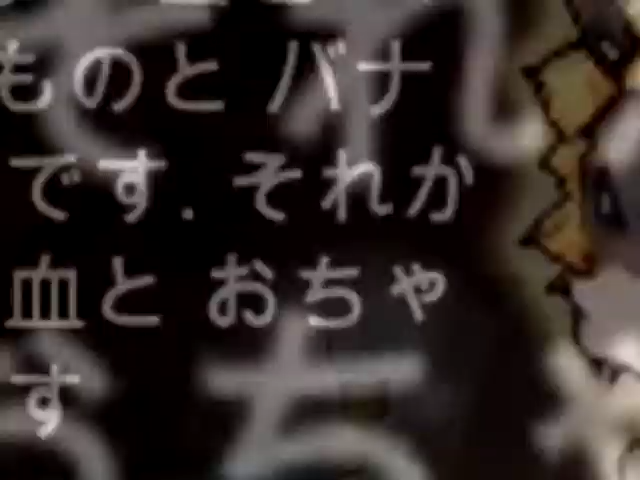 ものと バナ
です. それか
血と おちゃ
す